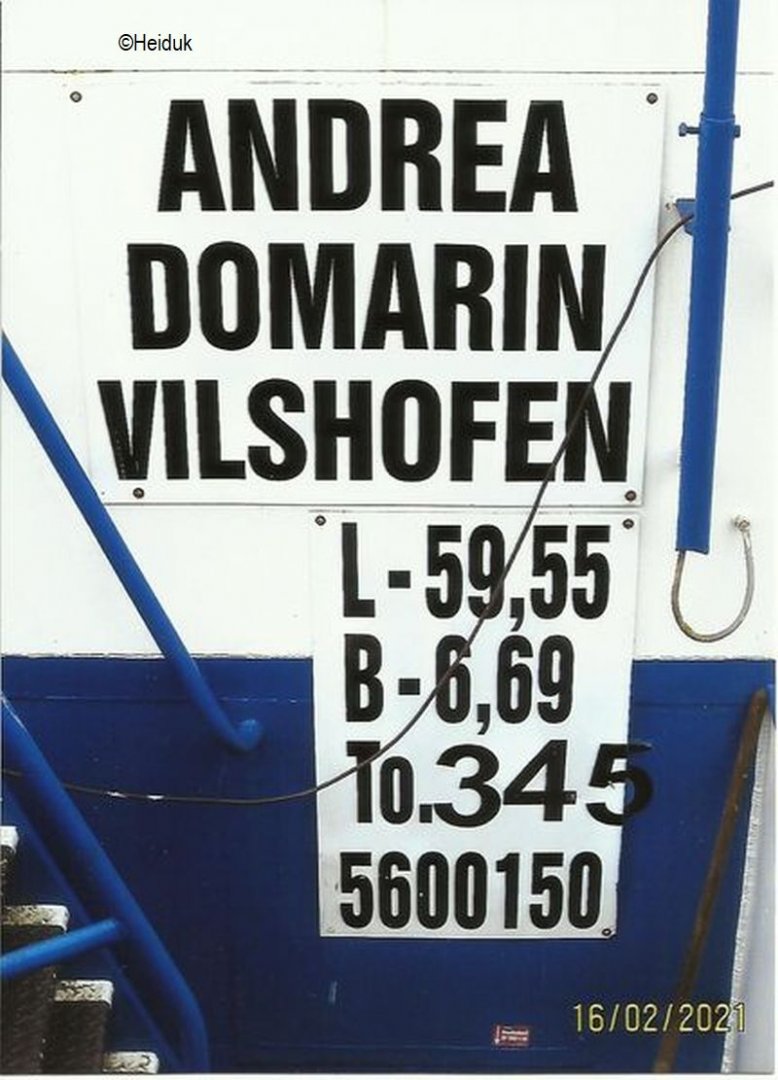 ©Heiduk
ANDREA
DOMARIN
VILSHOFEN
L - 59,55
B - 6,69
To.345
5600150
16/02/2021